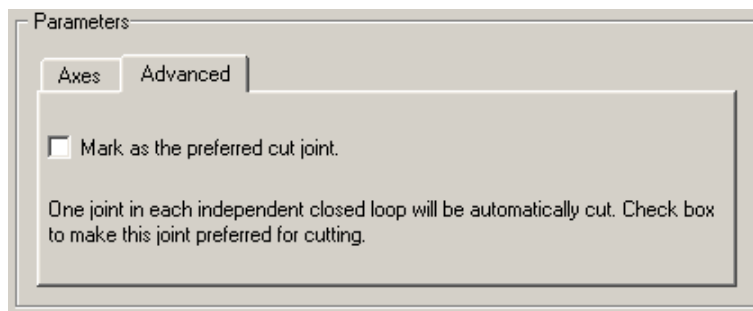 Parameters
Axes Advanced
Mark as the preferred cut joint.
One joint in each independent closed loop will be automatically cut. Check box
to make this joint preferred for cutting.